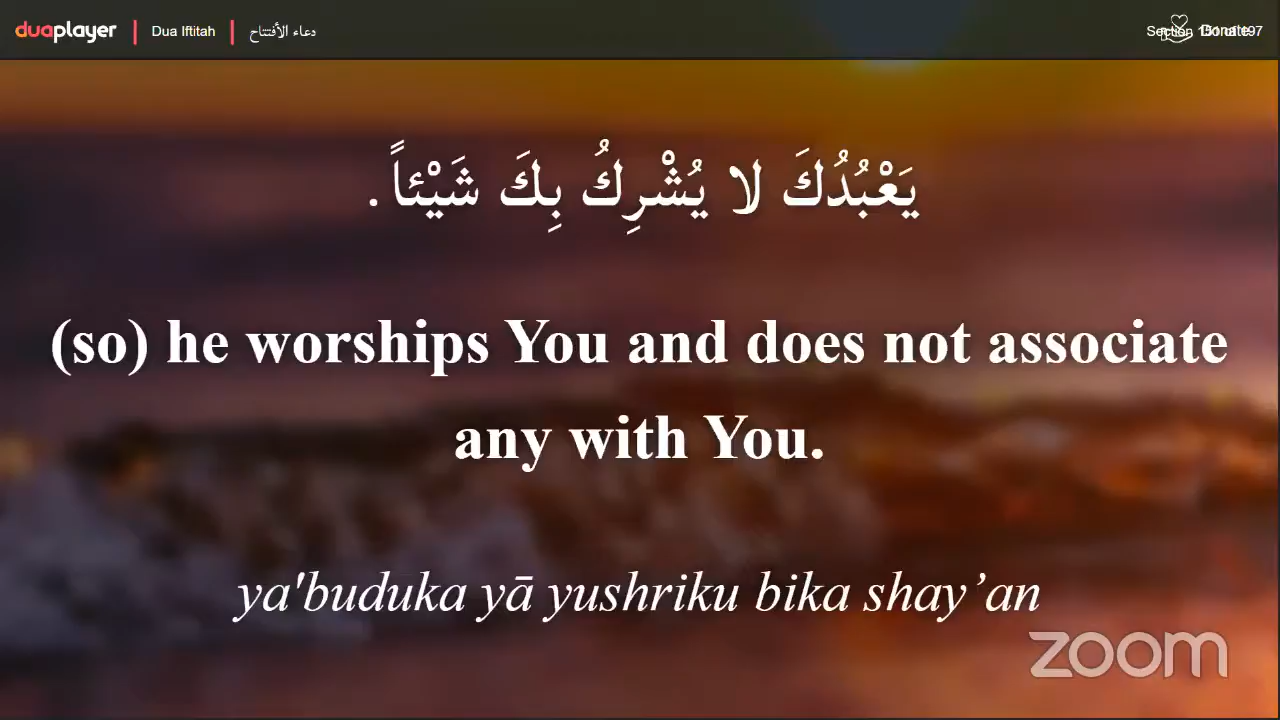 duaplayer | Dua Iftitah | دعاء الأفتتاح
Donate
يَعْبُدُكَ لا يُشْرِكُ بِكَ شَيْئاً.
(so) he worships You and does not associate
any with You.
ya'buduka yā yushriku bika shay’an
zoom